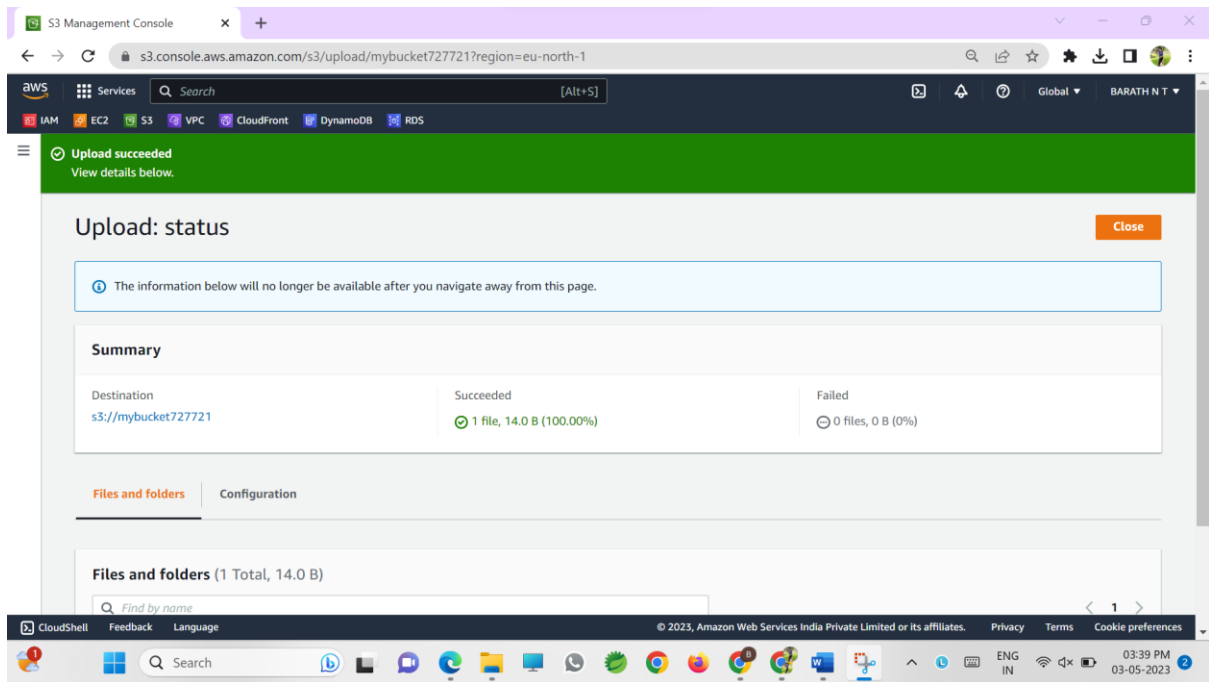 S3 Management Console
s3.console.aws.amazon.com/s3/upload/mybucket727721?region=eu-north-1
aws Services Search [Alt+S] Global BARATH N T
IAM EC2 S3 VPC CloudFront DynamoDB RDS
Upload succeeded
View details below.
Upload: status
Close
The information below will no longer be available after you navigate away from this page.
Summary
Destination
s3://mybucket727721
Succeeded
1 file, 14.0 B (100.00%)
Failed
0 files, 0 B (0%)
Files and folders
Configuration
Files and folders (1 Total, 14.0 B)
Find by name
1
CloudShell Feedback Language © 2023, Amazon Web Services India Private Limited or its affiliates. Privacy Terms Cookie preferences
Search
ENG
IN
03:39 PM
03-05-2023
2